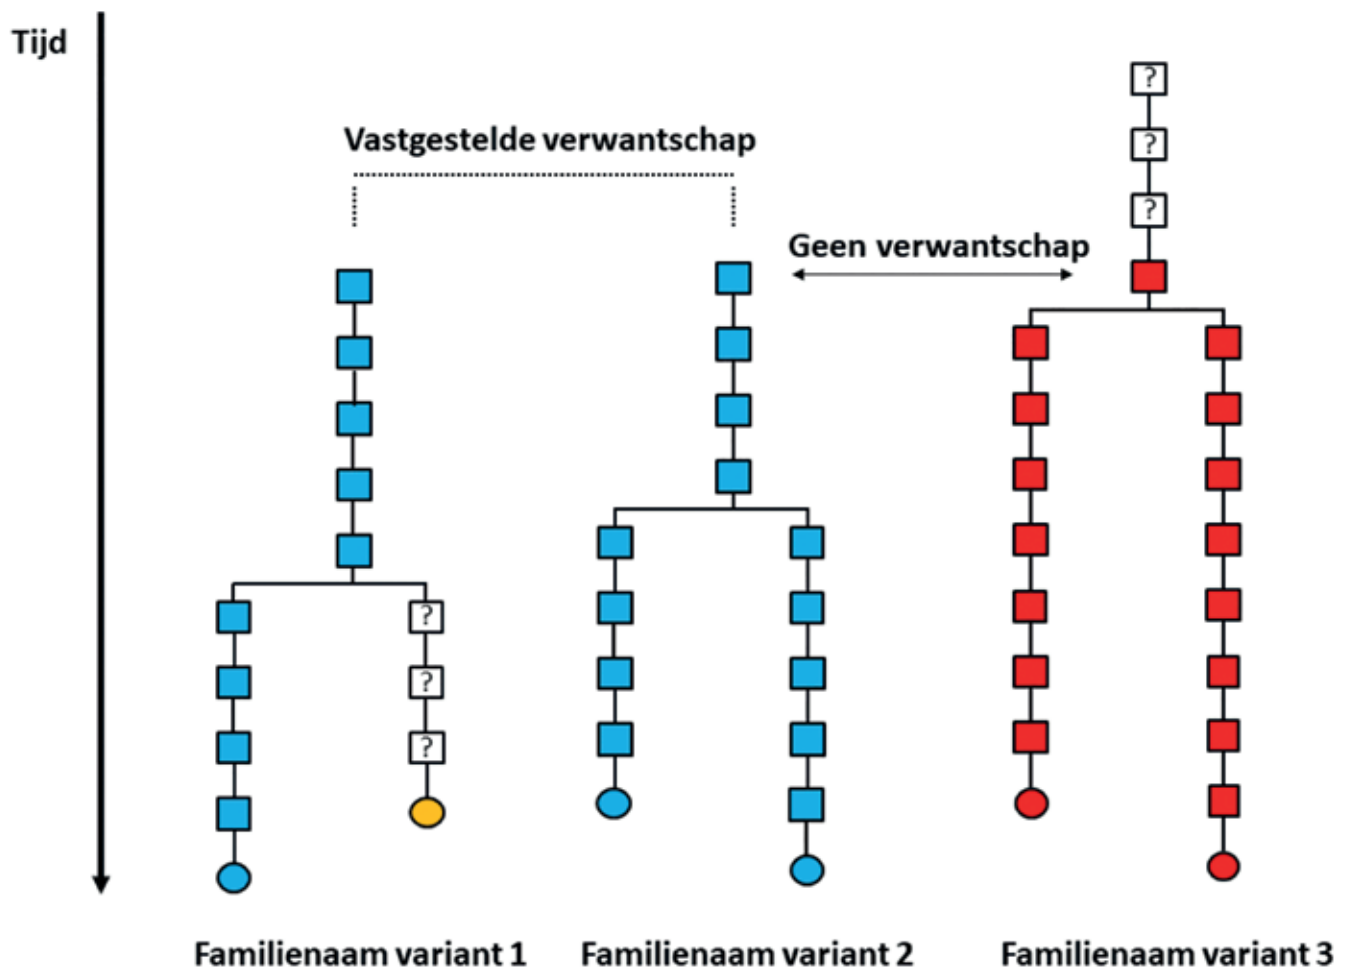 Tijd
?
?
Vastgestelde verwantschap
?
Geen verwantschap
?
?
?
Familienaam variant 1
Familienaam variant 2
Familienaam variant 3